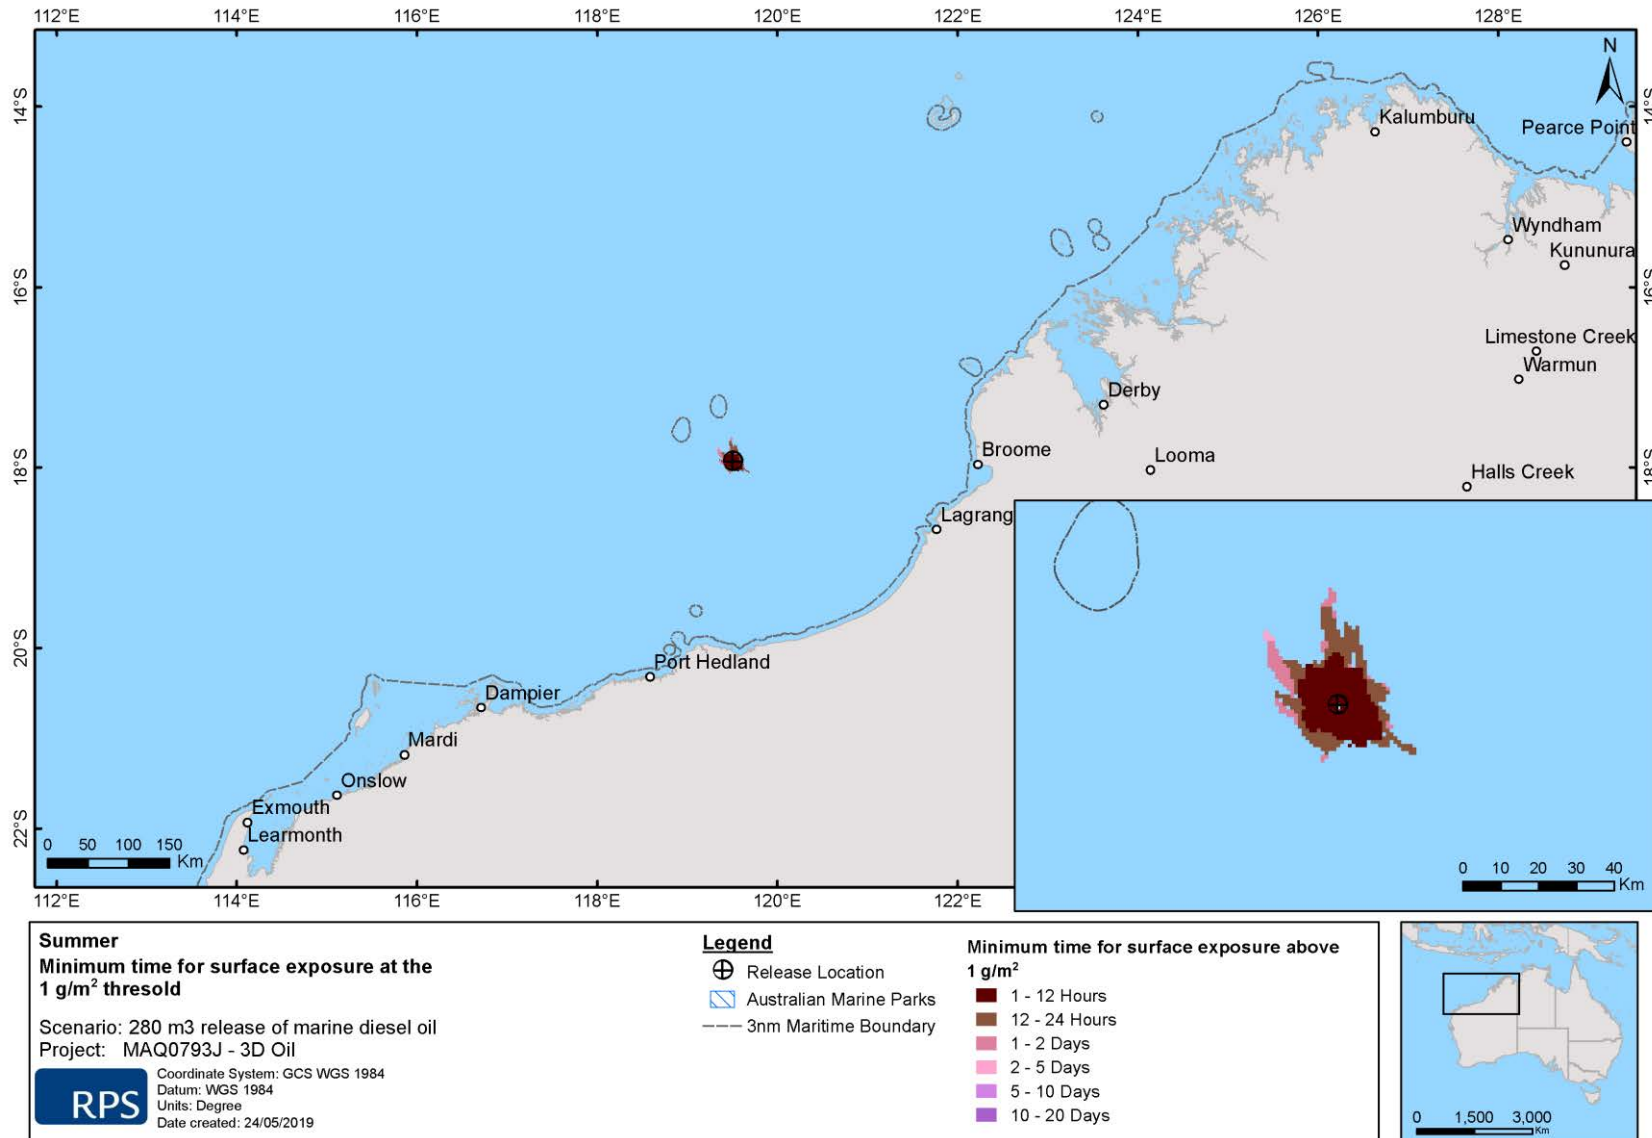 112°E 114°E 116°E 118°E 120°E 122°E 124°E 126°E 128°E
N
14°S 14°S
Kalumburu
Pearce Point
Wyndham
Kununura
16°S 16°S
Limestone Creek
Warmun
Derby
Broome
Looma
18°S 18°S
Halls Creek
Lagrang
20°S
Port Hedland
Dampier
Mardi
Onslow
Exmouth
Learmonth
22°S
0 50 100 150
Km
0 10 20 30 40
Km
112°E 114°E 116°E 118°E 120°E 122°E
Summer
Minimum time for surface exposure at the
1 g/m² thresold
Scenario: 280 m3 release of marine diesel oil
Project: MAQ0793J - 3D Oil
RPS
Coordinate System: GCS WGS 1984
Datum: WGS 1984
Units: Degree
Date created: 24/05/2019
Legend
Release Location
Australian Marine Parks
3nm Maritime Boundary
Minimum time for surface exposure above
1 g/m²
1 - 12 Hours
12 - 24 Hours
1 - 2 Days
2 - 5 Days
5 - 10 Days
10 - 20 Days
0 1,500 3,000
Km